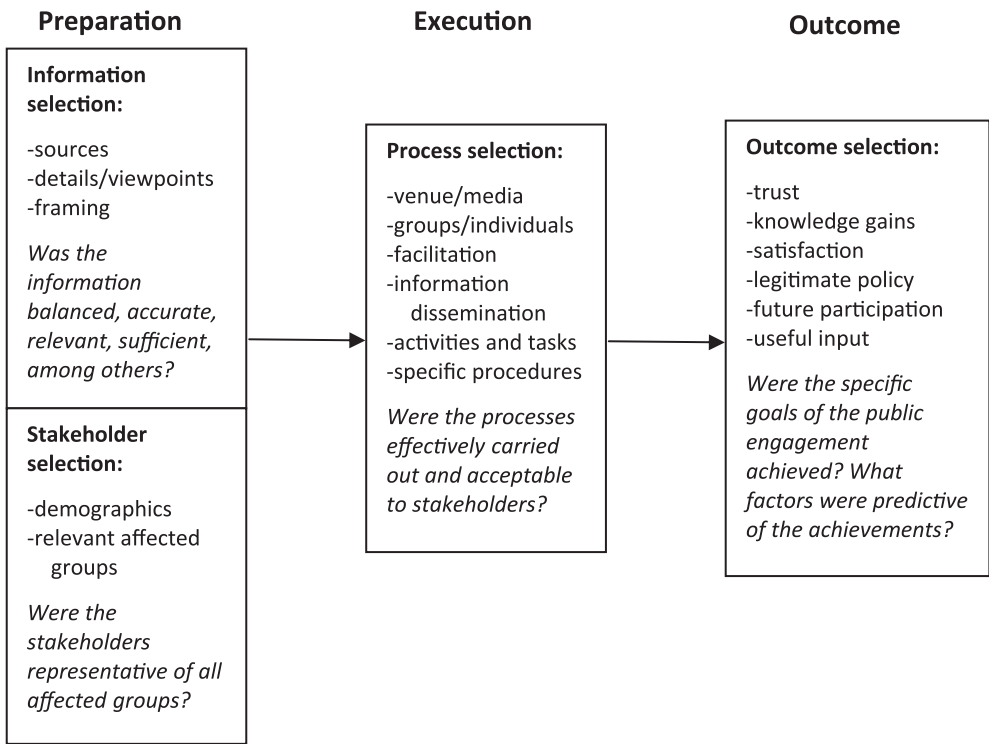 Preparation
Information
selection:
-sources
-details/viewpoints
-framing
Was the
information
balanced, accurate,
relevant, sufficient,
among others?
Stakeholder
selection:
-demographics
-relevant affected
groups
Were the
stakeholders
representative of all
affected groups?
Execution
Process selection:
-venue/media
-groups/individuals
-facilitation
-information
dissemination
-activities and tasks
-specific procedures
Were the processes
effectively carried
out and acceptable
to stakeholders?
Outcome
Outcome selection:
-trust
-knowledge gains
-satisfaction
-legitimate policy
-future participation
-useful input
Were the specific
goals of the public
engagement
achieved? What
factors were predictive
of the achievements?